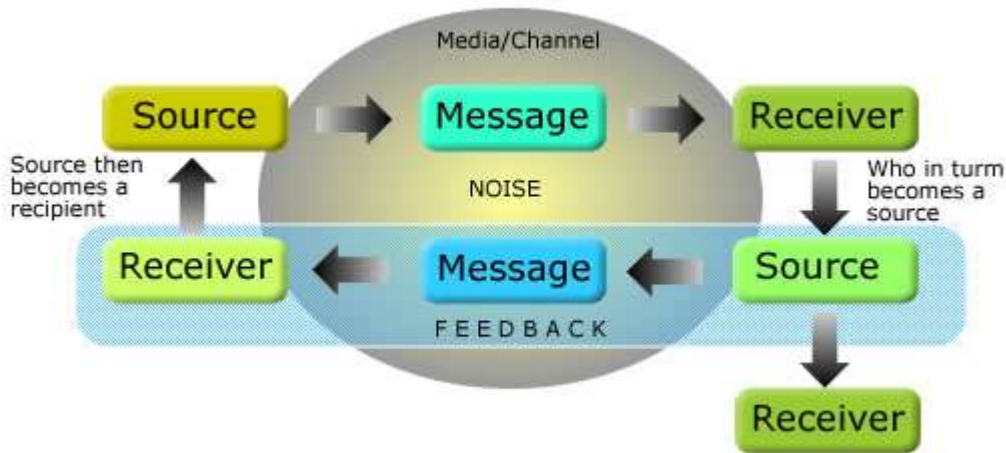 Media/Channel
Source
Message
Receiver
Source then
becomes a
recipient
NOISE
Who in turm
becomes a
source
Receiver
Message
Source
FEEDBACK
Receiver